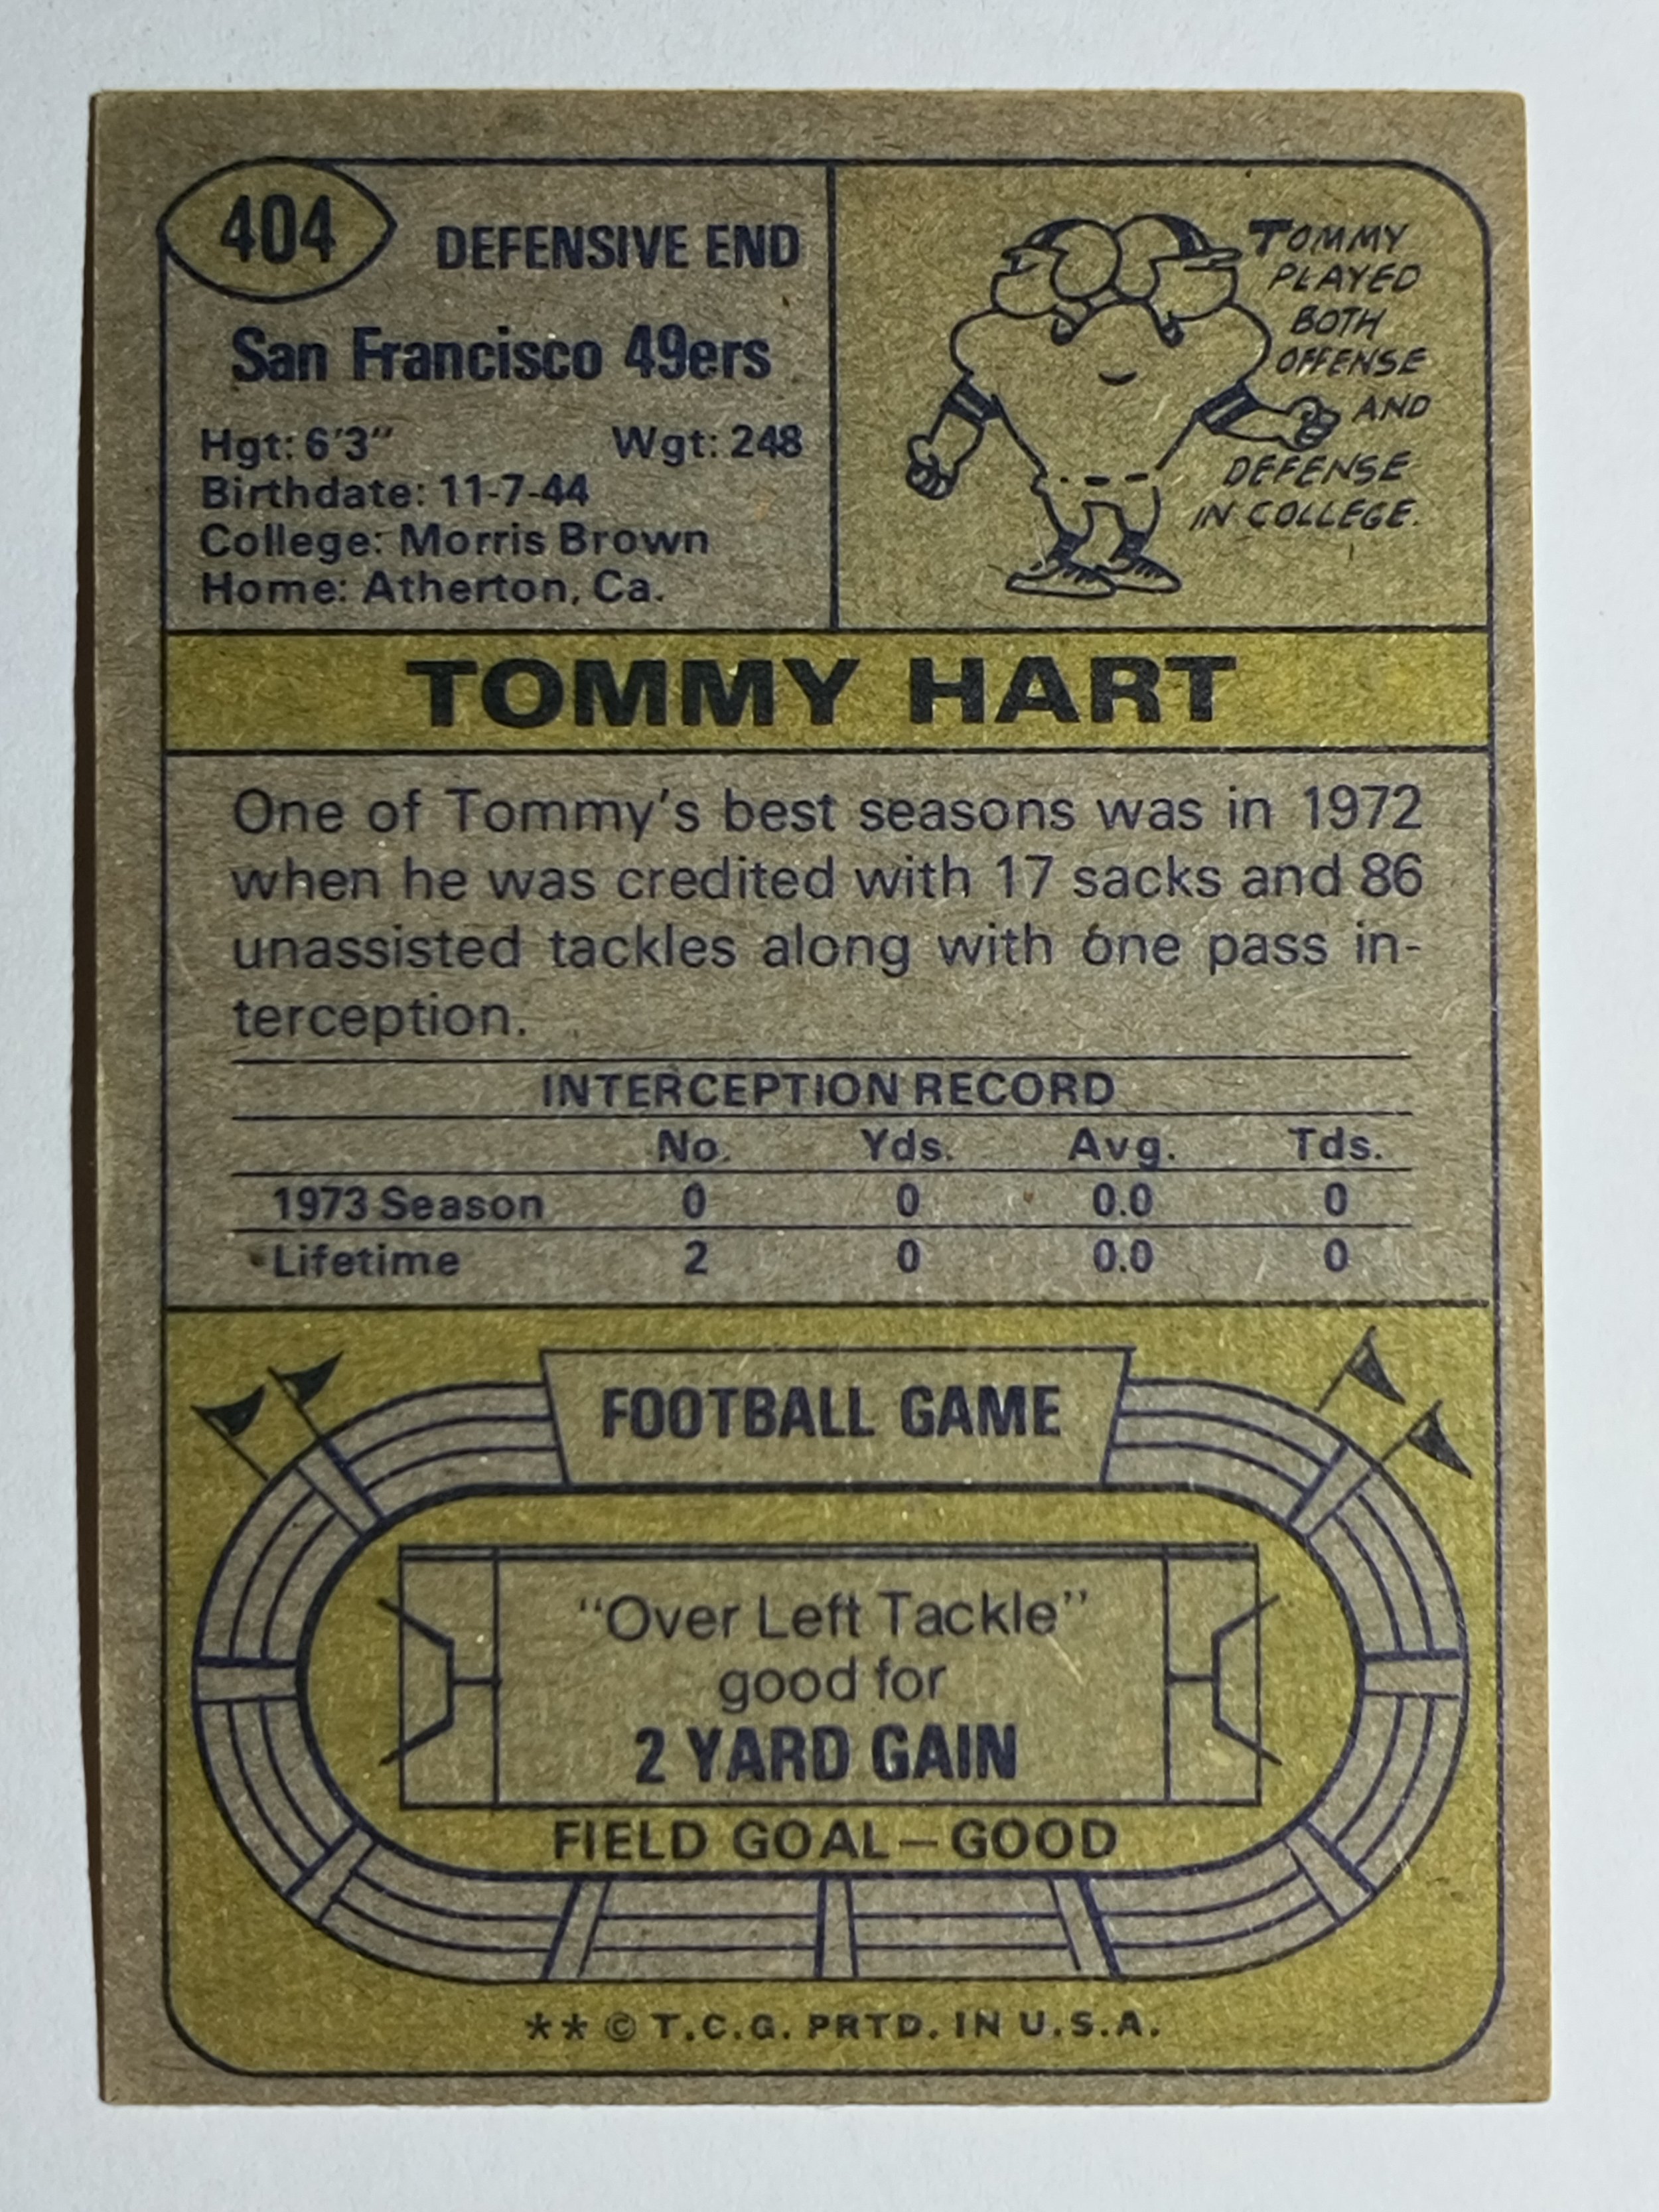 404
DEFENSIVE END
San Francisco 49ers
Hgt: 6'3" Wgt: 248
Birthdate: 11-7-44
College: Morris Brown
Home: Atherton, Ca.
TOMMY
PLAYED
BOTH
OFFENSE
AND
DEFENSE
IN COLLEGE.
TOMMY HART
One of Tommy's best seasons was in 1972
when he was credited with 17 sacks and 86
unassisted tackles along with one pass in-
terception.
INTERCEPTION RECORD
No. Yds. Avg. Tds.
1973 Season 0 0 0.0 0
Lifetime 2 0 0.0 0
FOOTBALL GAME
"Over Left Tackle"
good for
2 YARD GAIN
FIELD GOAL—GOOD
** © T.C.G. PRTD. IN U.S.A.